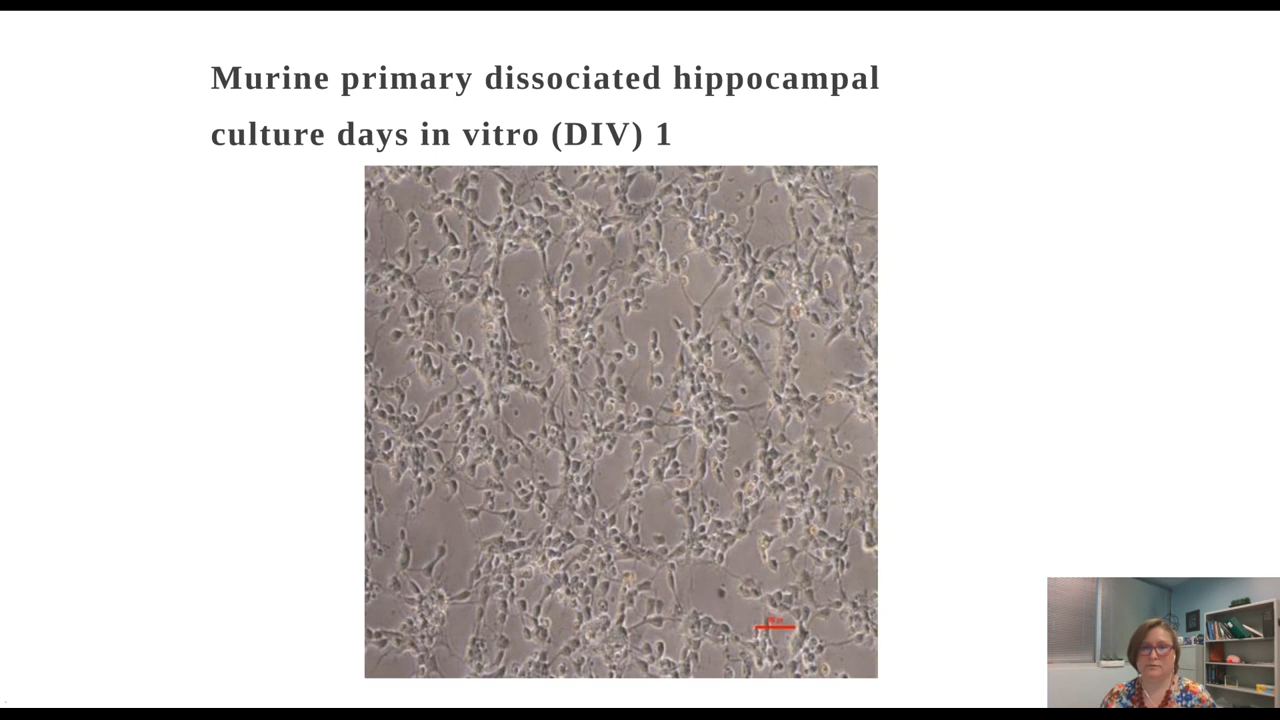 Murine primary dissociated hippocampal
culture days in vitro (DIV) 1